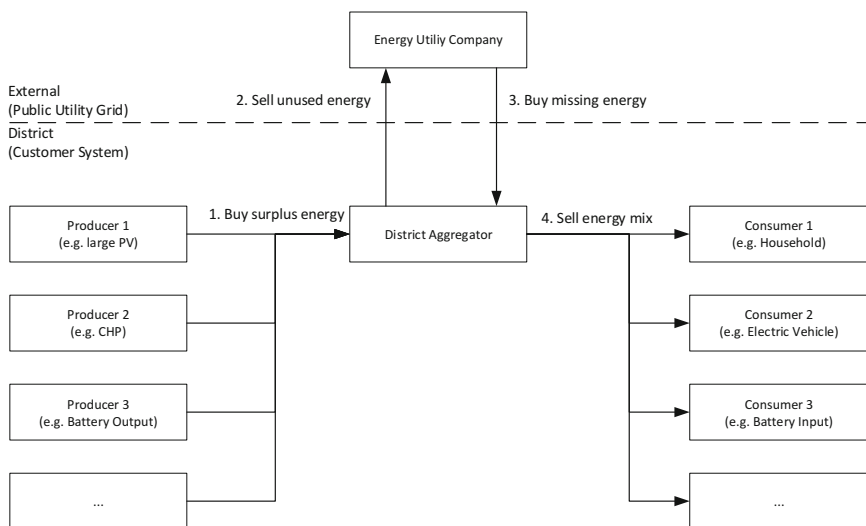 Energy Utiliy Company
External
(Public Utility Grid)
2. Sell unused energy
3. Buy missing energy
District
(Customer System)
Producer 1
(e.g. large PV)
1. Buy surplus energy
District Aggregator
4. Sell energy mix
Consumer 1
(e.g. Household)
Producer 2
(e.g. CHP)
Consumer 2
(e.g. Electric Vehicle)
Producer 3
(e.g. Battery Output)
Consumer 3
(e.g. Battery Input)
...
...